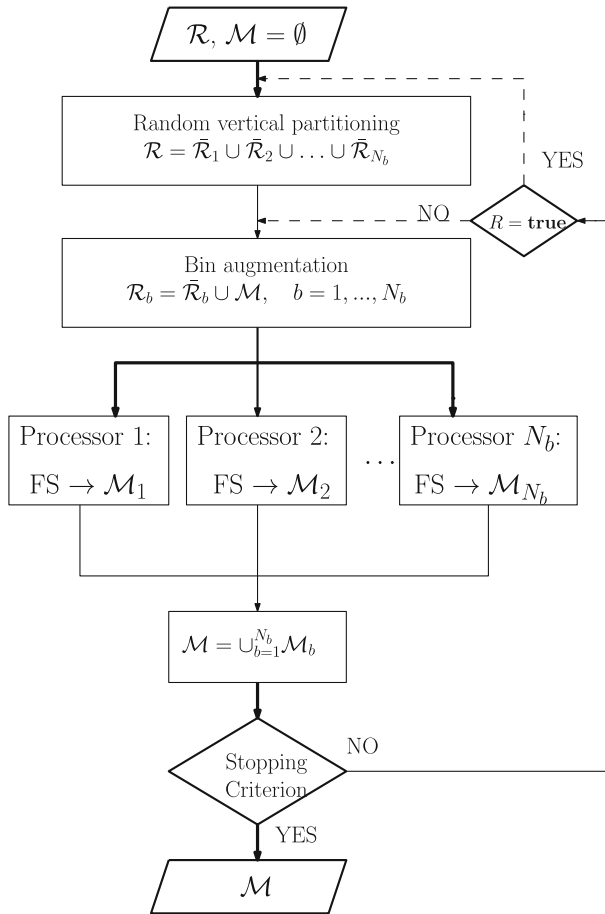 ℛ, ℳ = ∅
Random vertical partitioning
ℛ = ℛ̄₁ ∪ ℛ̄₂ ∪ … ∪ ℛ̄_{N_b}
YES
NO
R = true
Bin augmentation
ℛ_b = ℛ̄_b ∪ ℳ, b = 1, ..., N_b
Processor 1:
FS → ℳ₁
Processor 2:
FS → ℳ₂
…
Processor N_b:
FS → ℳ_{N_b}
ℳ = ∪_{b=1}^{N_b} ℳ_b
Stopping
Criterion
NO
YES
ℳ